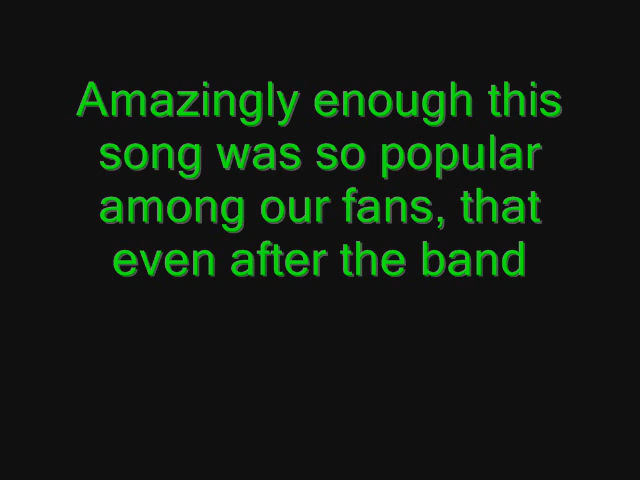 Amazingly enough this
song was so popular
among our fans, that
even after the band